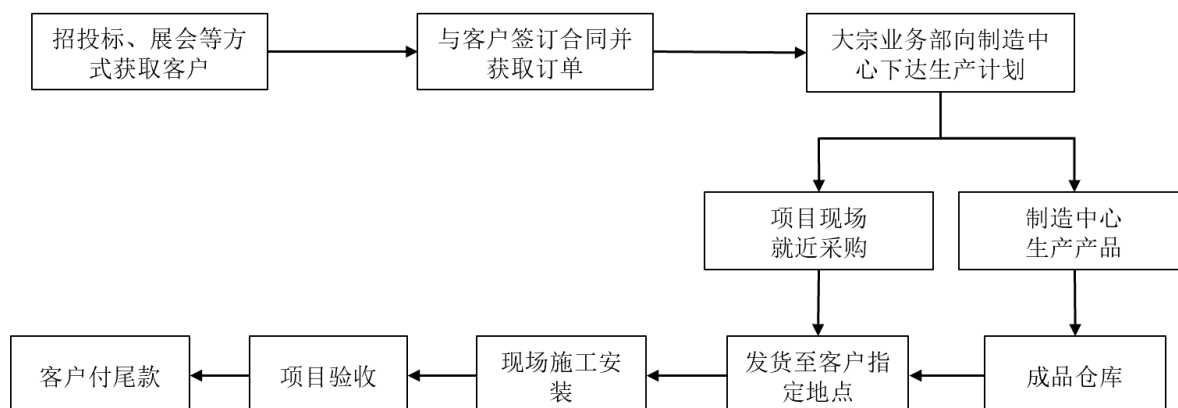 招投标、展会等方
式获取客户
与客户签订合同并
获取订单
大宗业务部向制造中
心下达生产计划
项目现场
就近采购
制造中心
生产产品
客户付尾款
项目验收
现场施工安
装
发货至客户指
定地点
成品仓库